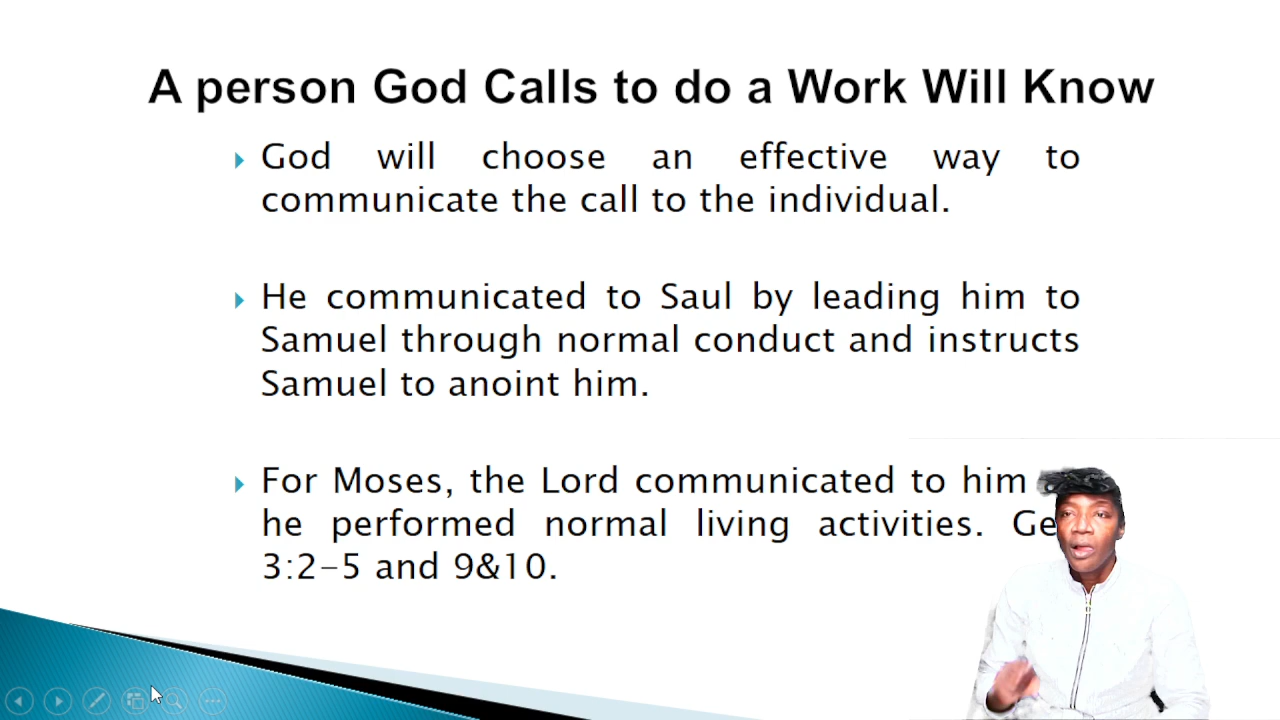 A person God Calls to do a Work Will Know
God will choose an effective way to
communicate the call to the individual.
He communicated to Saul by leading him to
Samuel through normal conduct and instructs
Samuel to anoint him.
For Moses, the Lord communicated to him
he performed normal living activities.
3:2-5 and 9&10.